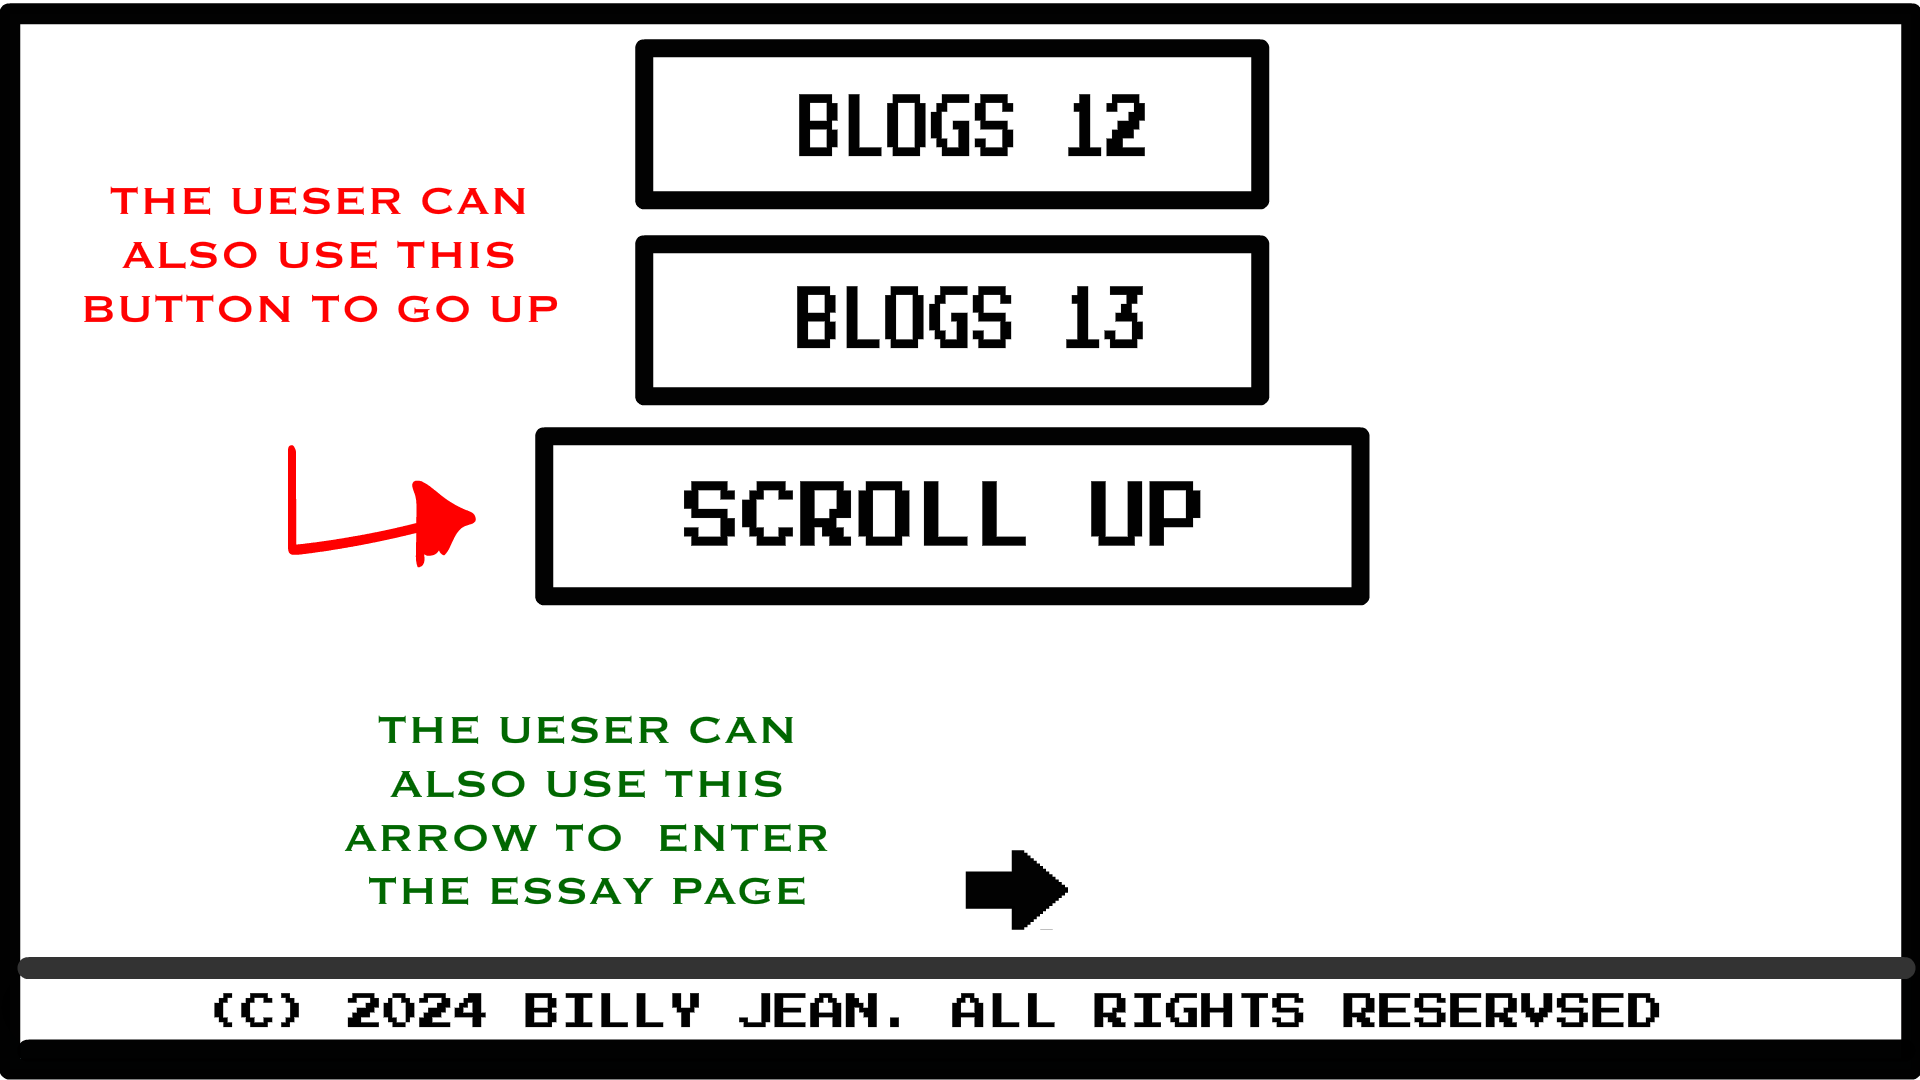 BLOGS 12
THE UESER CAN
ALSO USE THIS
BUTTON TO GO UP
BLOGS 13
SCROLL UP
THE UESER CAN
ALSO USE THIS
ARROW TO ENTER
THE ESSAY PAGE
(C) 2024 BILLY JEAN. ALL RIGHTS RESERVSED